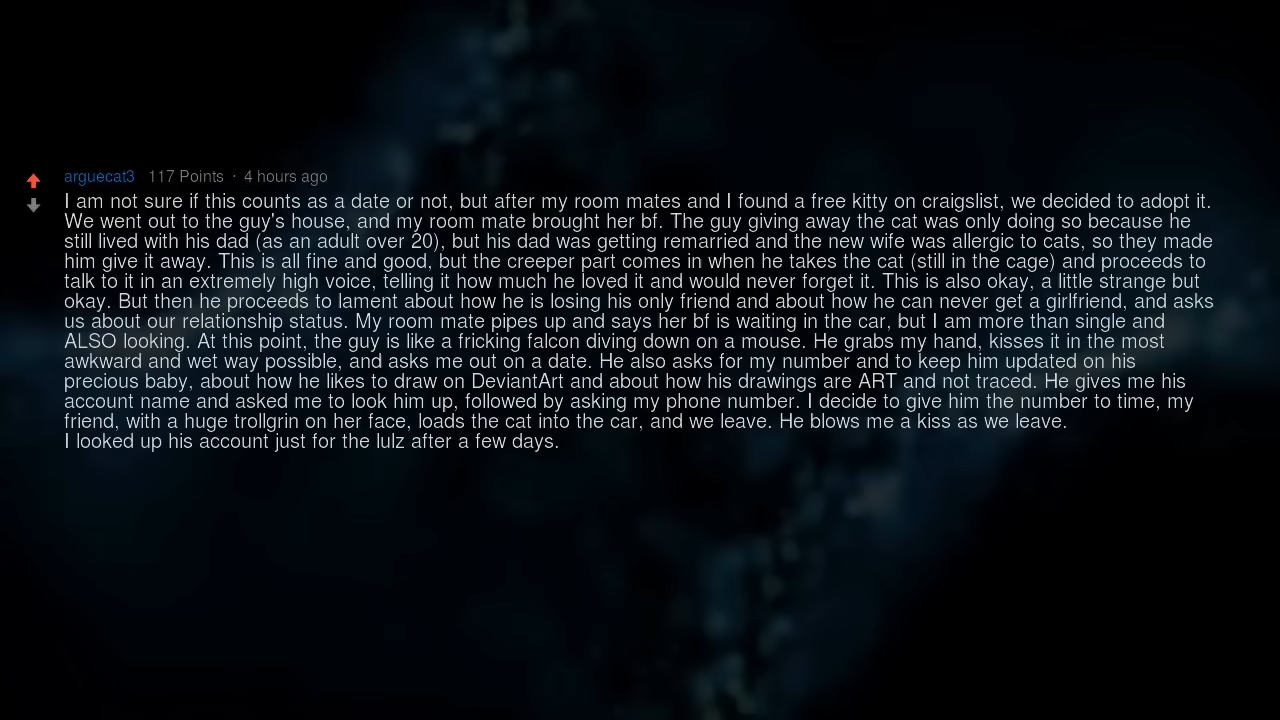 arguecat3 117 Points · 4 hours ago
I am not sure if this counts as a date or not, but after my room mates and I found a free kitty on craigslist, we decided to adopt it.
We went out to the guy's house, and my room mate brought her bf. The guy giving away the cat was only doing so because he
still lived with his dad (as an adult over 20), but his dad was getting remarried and the new wife was allergic to cats, so they made
him give it away. This is all fine and good, but the creeper part comes in when he takes the cat (still in the cage) and proceeds to
talk to it in an extremely high voice, telling it how much he loved it and would never forget it. This is also okay, a little strange but
okay. But then he proceeds to lament about how he is losing his only friend and about how he can never get a girlfriend, and asks
us about our relationship status. My room mate pipes up and says her bf is waiting in the car, but I am more than single and
ALSO looking. At this point, the guy is like a fricking falcon diving down on a mouse. He grabs my hand, kisses it in the most
awkward and wet way possible, and asks me out on a date. He also asks for my number and to keep him updated on his
precious baby, about how he likes to draw on DeviantArt and about how his drawings are ART and not traced. He gives me his
account name and asked me to look him up, followed by asking my phone number. I decide to give him the number to time, my
friend, with a huge trollgrin on her face, loads the cat into the car, and we leave. He blows me a kiss as we leave.
I looked up his account just for the lulz after a few days.